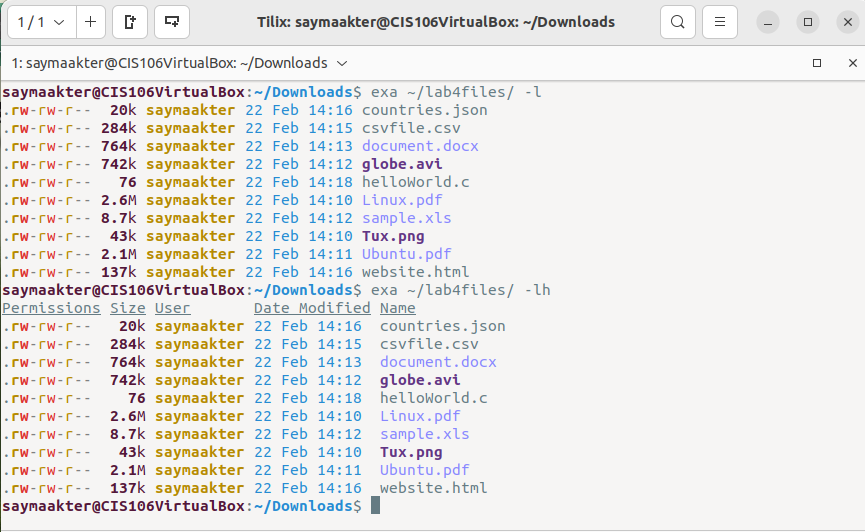 1 / 1 Tilix: saymaakter@CIS106VirtualBox: ~/Downloads
1: saymaakter@CIS106VirtualBox: ~/Downloads
saymaakter@CIS106VirtualBox:~/Downloads$ exa ~/lab4files/ -l
.rw-rw-r--  20k saymaakter 22 Feb 14:16 countries.json
.rw-rw-r-- 284k saymaakter 22 Feb 14:15 csvfile.csv
.rw-rw-r-- 764k saymaakter 22 Feb 14:13 document.docx
.rw-rw-r-- 742k saymaakter 22 Feb 14:12 globe.avi
.rw-rw-r--   76 saymaakter 22 Feb 14:18 helloWorld.c
.rw-rw-r-- 2.6M saymaakter 22 Feb 14:10 Linux.pdf
.rw-rw-r-- 8.7k saymaakter 22 Feb 14:12 sample.xls
.rw-rw-r--  43k saymaakter 22 Feb 14:10 Tux.png
.rw-rw-r-- 2.1M saymaakter 22 Feb 14:11 Ubuntu.pdf
.rw-rw-r-- 137k saymaakter 22 Feb 14:16 website.html
saymaakter@CIS106VirtualBox:~/Downloads$ exa ~/lab4files/ -lh
Permissions Size User       Date Modified Name
.rw-rw-r--   20k saymaakter 22 Feb 14:16  countries.json
.rw-rw-r--  284k saymaakter 22 Feb 14:15  csvfile.csv
.rw-rw-r--  764k saymaakter 22 Feb 14:13  document.docx
.rw-rw-r--  742k saymaakter 22 Feb 14:12  globe.avi
.rw-rw-r--    76 saymaakter 22 Feb 14:18  helloWorld.c
.rw-rw-r--  2.6M saymaakter 22 Feb 14:10  Linux.pdf
.rw-rw-r--  8.7k saymaakter 22 Feb 14:12  sample.xls
.rw-rw-r--   43k saymaakter 22 Feb 14:10  Tux.png
.rw-rw-r--  2.1M saymaakter 22 Feb 14:11  Ubuntu.pdf
.rw-rw-r--  137k saymaakter 22 Feb 14:16  website.html
saymaakter@CIS106VirtualBox:~/Downloads$